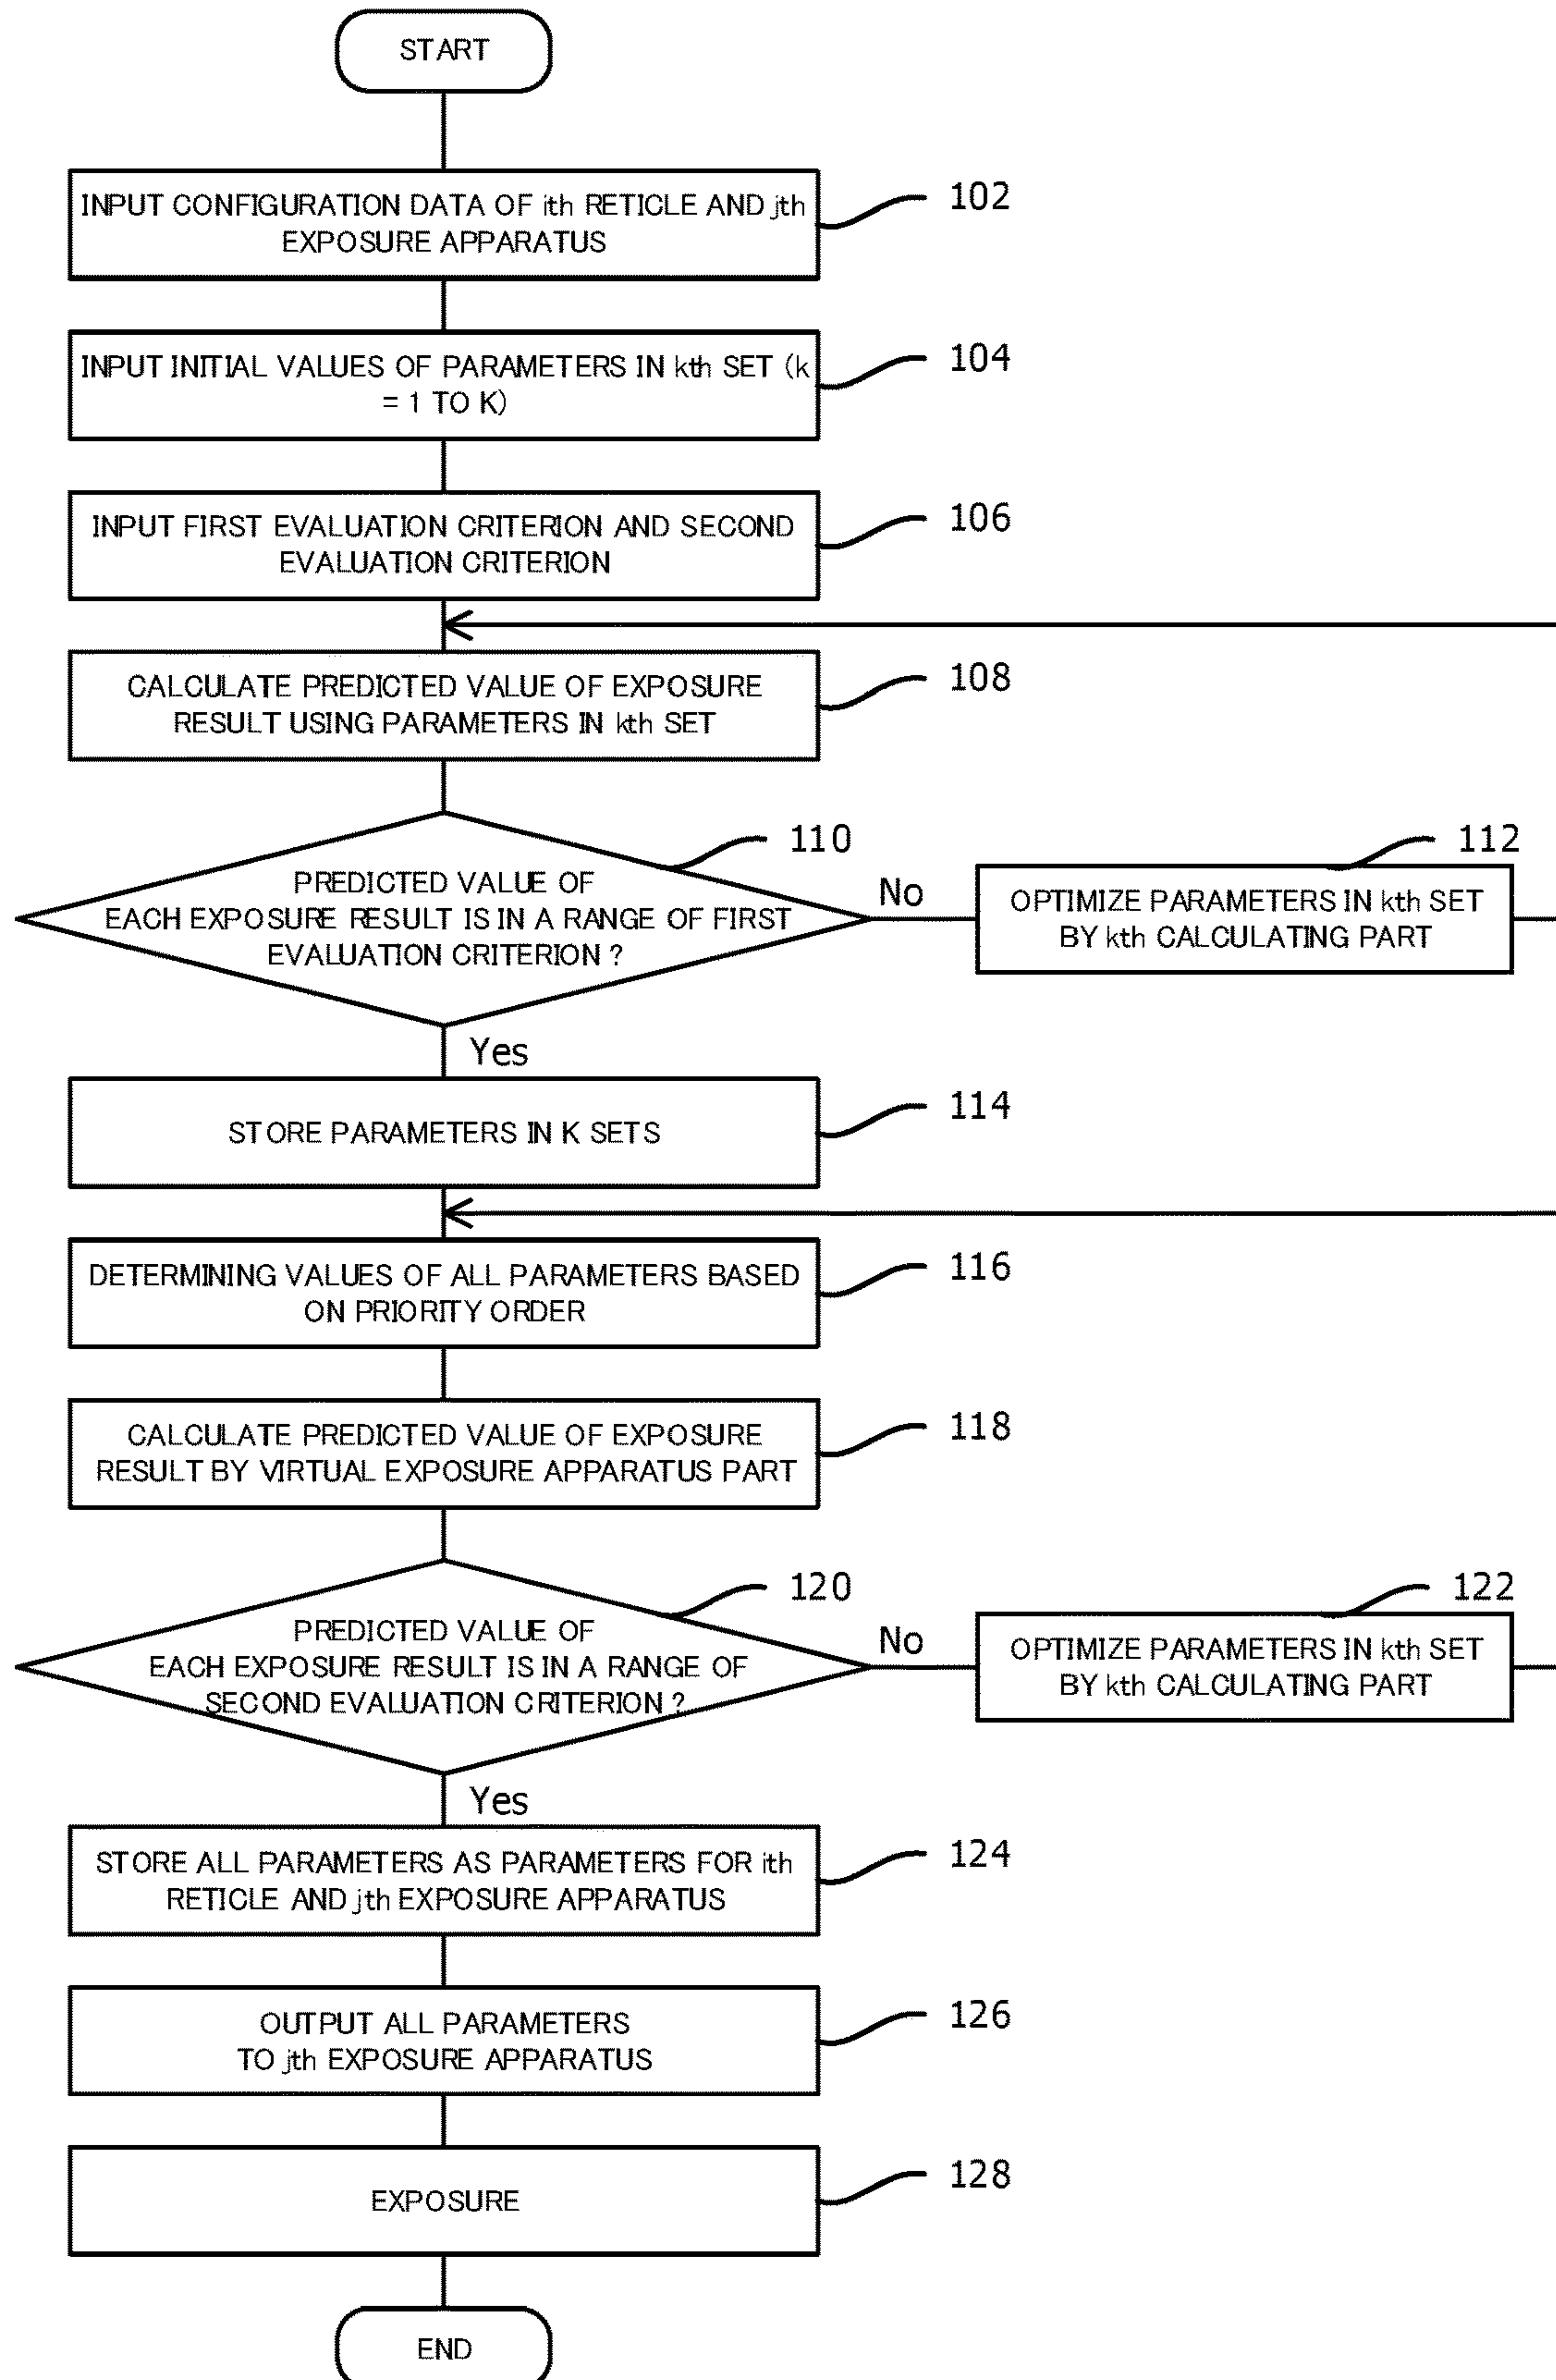 START
INPUT CONFIGURATION DATA OF ith RETICLE AND jth
EXPOSURE APPARATUS
102
INPUT INITIAL VALUES OF PARAMETERS IN kth SET (k
= 1 TO K)
104
INPUT FIRST EVALUATION CRITERION AND SECOND
EVALUATION CRITERION
106
CALCULATE PREDICTED VALUE OF EXPOSURE
RESULT USING PARAMETERS IN kth SET
108
PREDICTED VALUE OF
EACH EXPOSURE RESULT IS IN A RANGE OF FIRST
EVALUATION CRITERION ?
110
No
OPTIMIZE PARAMETERS IN kth SET
BY kth CALCULATING PART
112
Yes
STORE PARAMETERS IN K SETS
114
DETERMINING VALUES OF ALL PARAMETERS BASED
ON PRIORITY ORDER
116
CALCULATE PREDICTED VALUE OF EXPOSURE
RESULT BY VIRTUAL EXPOSURE APPARATUS PART
118
PREDICTED VALUE OF
EACH EXPOSURE RESULT IS IN A RANGE OF
SECOND EVALUATION CRITERION ?
120
No
OPTIMIZE PARAMETERS IN kth SET
BY kth CALCULATING PART
122
Yes
STORE ALL PARAMETERS AS PARAMETERS FOR ith
RETICLE AND jth EXPOSURE APPARATUS
124
OUTPUT ALL PARAMETERS
TO jth EXPOSURE APPARATUS
126
EXPOSURE
128
END